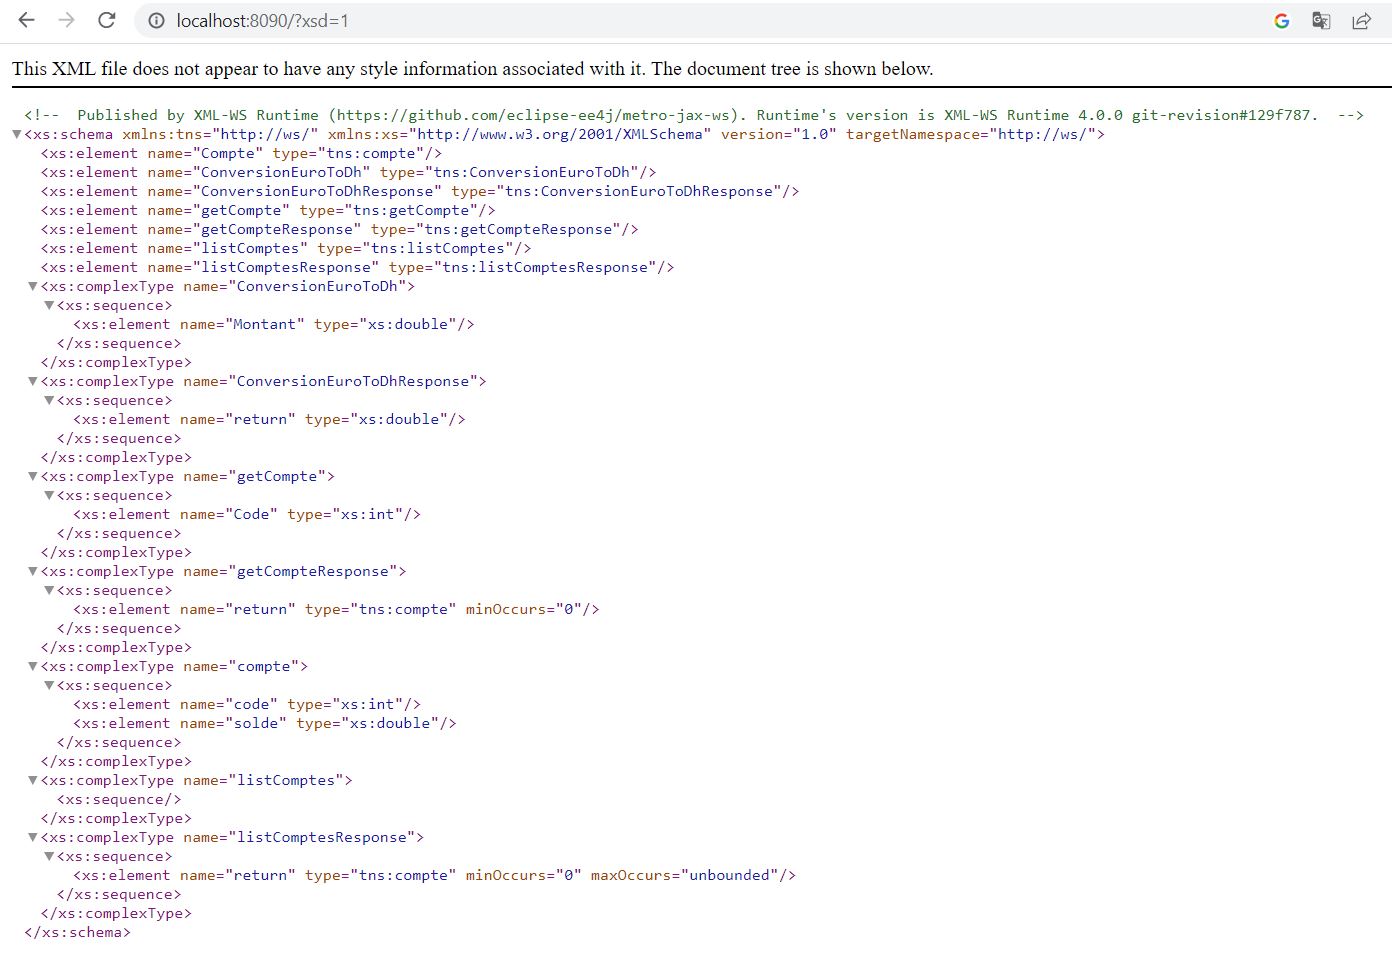 localhost:8090/?xsd=1
This XML file does not appear to have any style information associated with it. The document tree is shown below.
<!--  Published by XML-WS Runtime (https://github.com/eclipse-ee4j/metro-jax-ws). Runtime's version is XML-WS Runtime 4.0.0 git-revision#129f787.  -->
▼<xs:schema xmlns:tns="http://ws/" xmlns:xs="http://www.w3.org/2001/XMLSchema" version="1.0" targetNamespace="http://ws/">
<xs:element name="Compte" type="tns:compte"/>
<xs:element name="ConversionEuroToDh" type="tns:ConversionEuroToDh"/>
<xs:element name="ConversionEuroToDhResponse" type="tns:ConversionEuroToDhResponse"/>
<xs:element name="getCompte" type="tns:getCompte"/>
<xs:element name="getCompteResponse" type="tns:getCompteResponse"/>
<xs:element name="listComptes" type="tns:listComptes"/>
<xs:element name="listComptesResponse" type="tns:listComptesResponse"/>
▼<xs:complexType name="ConversionEuroToDh">
▼<xs:sequence>
<xs:element name="Montant" type="xs:double"/>
</xs:sequence>
</xs:complexType>
▼<xs:complexType name="ConversionEuroToDhResponse">
▼<xs:sequence>
<xs:element name="return" type="xs:double"/>
</xs:sequence>
</xs:complexType>
▼<xs:complexType name="getCompte">
▼<xs:sequence>
<xs:element name="Code" type="xs:int"/>
</xs:sequence>
</xs:complexType>
▼<xs:complexType name="getCompteResponse">
▼<xs:sequence>
<xs:element name="return" type="tns:compte" minOccurs="0"/>
</xs:sequence>
</xs:complexType>
▼<xs:complexType name="compte">
▼<xs:sequence>
<xs:element name="code" type="xs:int"/>
<xs:element name="solde" type="xs:double"/>
</xs:sequence>
</xs:complexType>
▼<xs:complexType name="listComptes">
<xs:sequence/>
</xs:complexType>
▼<xs:complexType name="listComptesResponse">
▼<xs:sequence>
<xs:element name="return" type="tns:compte" minOccurs="0" maxOccurs="unbounded"/>
</xs:sequence>
</xs:complexType>
</xs:schema>